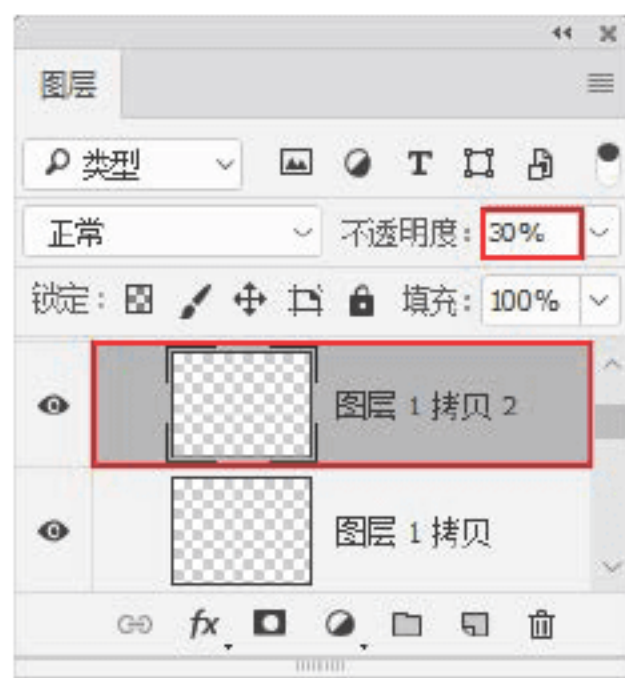 图层
类型 T
正常 不透明度: 30%
锁定: 填充: 100%
图层 1 拷贝 2
图层 1 拷贝
fx